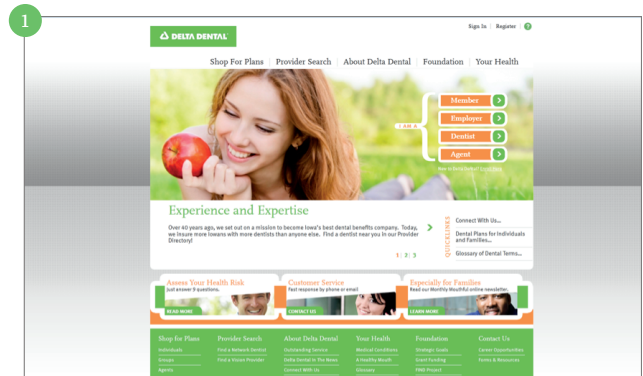 1
Sign In | Register | ?
DELTA DENTAL
Shop For Plans | Provider Search | About Delta Dental | Foundation | Your Health
I AM A
Member
Employer
Dentist
Agent
Experience and Expertise
Over 40 years ago, we set out on a mission to become Iowa's best dental benefits company. Today,
we insure more Iowans with more dentists than anyone else. Find a dentist near you in our Provider
Directory!
1 | 2 | 3
QUICKLINKS
Connect With Us...
Dental Plans for Individuals
and Families...
Glossary of Dental Terms...
Assess Your Health Risk
Just answer 9 questions.
READ MORE
Customer Service
Fast response by phone or email
CONTACT US
Especially for Families
Read our Monthly Mouthful online newsletter.
LEARN MORE
Shop for Plans Provider Search About Delta Dental Your Health Foundation Contact Us
Individuals Find a Network Dentist Outstanding Service Medical Conditions Strategic Goals Career Opportunities
Groups Find a Vision Provider Delta Dental In The News A Healthy Mouth Grant Funding Forms & Resources
Agents Connect With Us Glossary Project